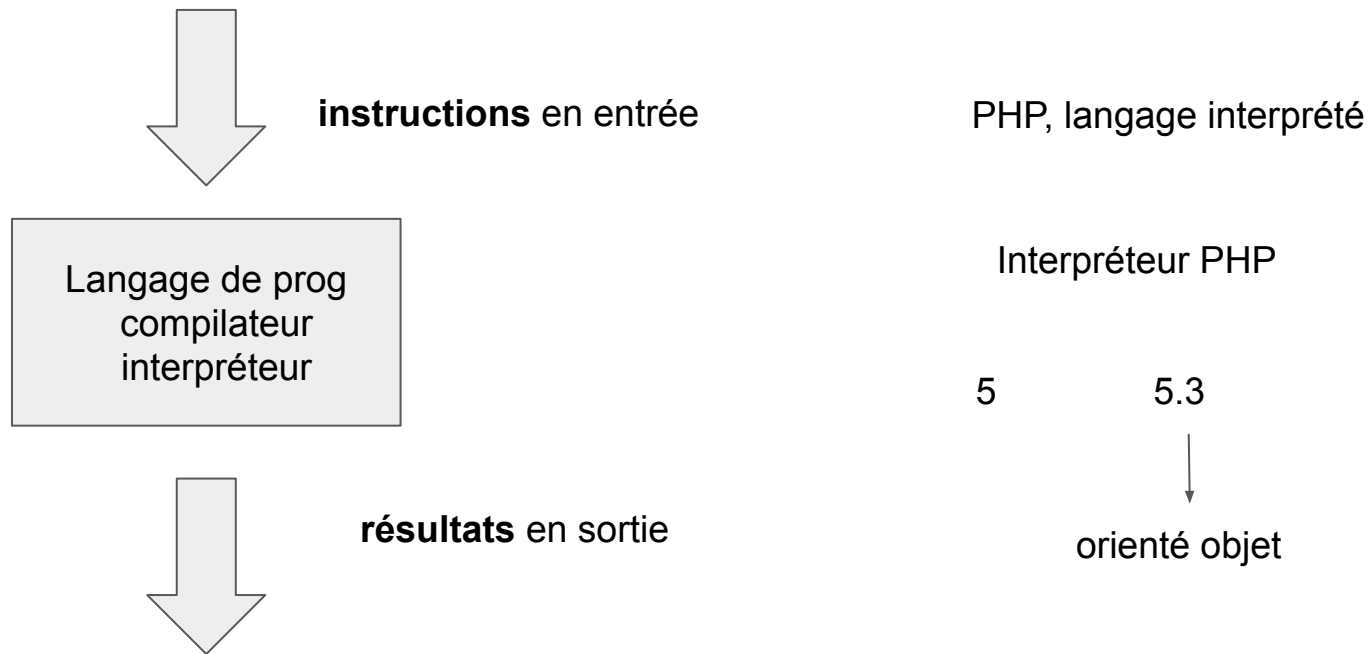 instructions en entrée
PHP, langage interprété
Langage de prog
compilateur
interpréteur
Interpréteur PHP
5
5.3
résultats en sortie
orienté objet